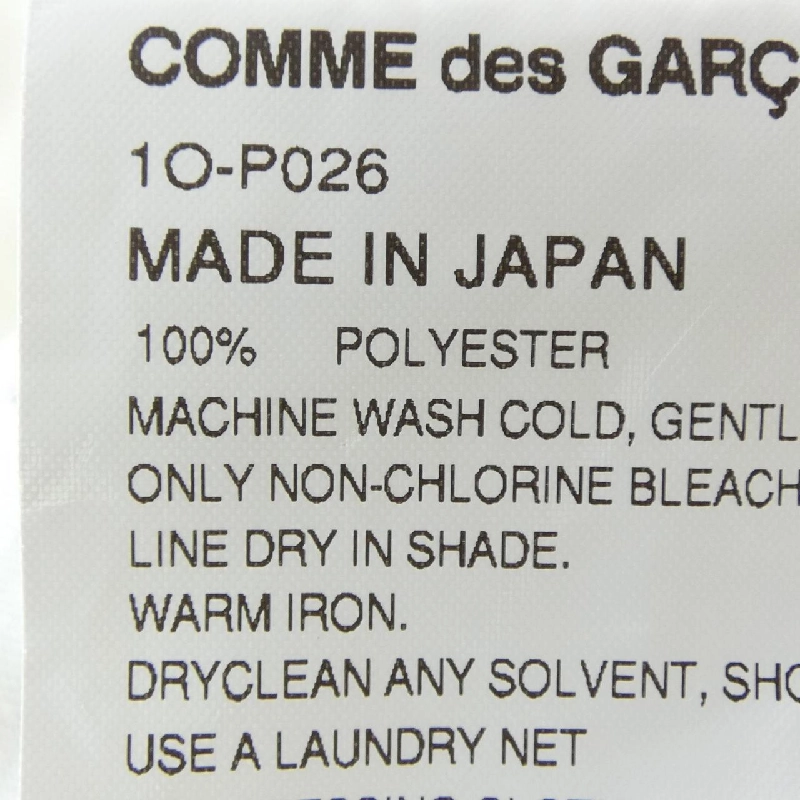 COMME des GARÇ
1O-P026
MADE IN JAPAN
100% POLYESTER
MACHINE WASH COLD, GENTL
ONLY NON-CHLORINE BLEACH
LINE DRY IN SHADE.
WARM IRON.
DRYCLEAN ANY SOLVENT, SHO
USE A LAUNDRY NET